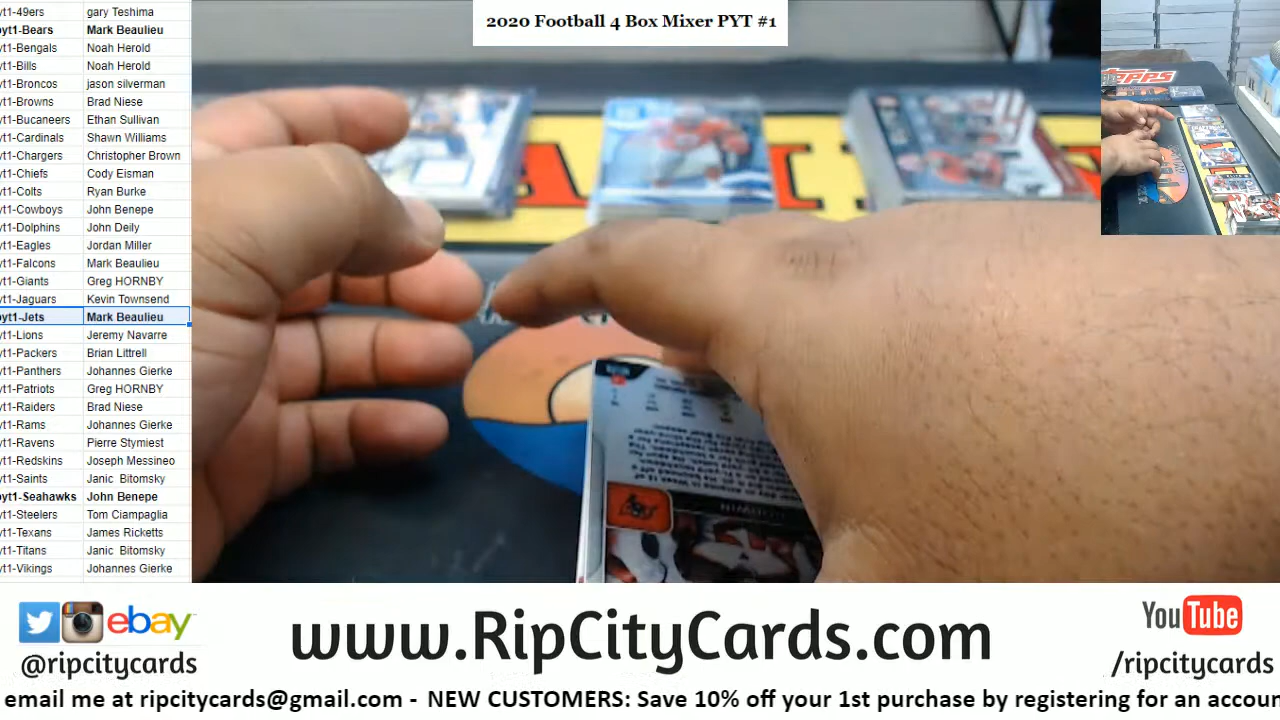 2020 Football 4 Box Mixer PYT #1
yt1-49ers gary Teshima
pyt1-Bears Mark Beaulieu
yt1-Bengals Noah Herold
yt1-Bills Noah Herold
yt1-Broncos jason silverman
yt1-Browns Brad Niese
yt1-Bucaneers Ethan Sullivan
yt1-Cardinals Shawn Williams
yt1-Chargers Christopher Brown
yt1-Chiefs Cody Eisman
yt1-Colts Ryan Burke
yt1-Cowboys John Benepe
yt1-Dolphins John Deily
yt1-Eagles Jordan Miller
yt1-Falcons Mark Beaulieu
yt1-Giants Greg HORNBY
yt1-Jaguars Kevin Townsend
pyt1-Jets Mark Beaulieu
yt1-Lions Jeremy Navarre
yt1-Packers Brian Littrell
yt1-Panthers Johannes Gierke
yt1-Patriots Greg HORNBY
yt1-Raiders Brad Niese
yt1-Rams Johannes Gierke
yt1-Ravens Pierre Stymiest
yt1-Redskins Joseph Messineo
yt1-Saints Janic Bitomsky
pyt1-Seahawks John Benepe
yt1-Steelers Tom Ciampaglia
yt1-Texans James Ricketts
yt1-Titans Janic Bitomsky
yt1-Vikings Johannes Gierke
TOPPS
ebay
@ripcitycards
www.RipCityCards.com
YouTube
/ripcitycards
email me at ripcitycards@gmail.com - NEW CUSTOMERS: Save 10% off your 1st purchase by registering for an accoun